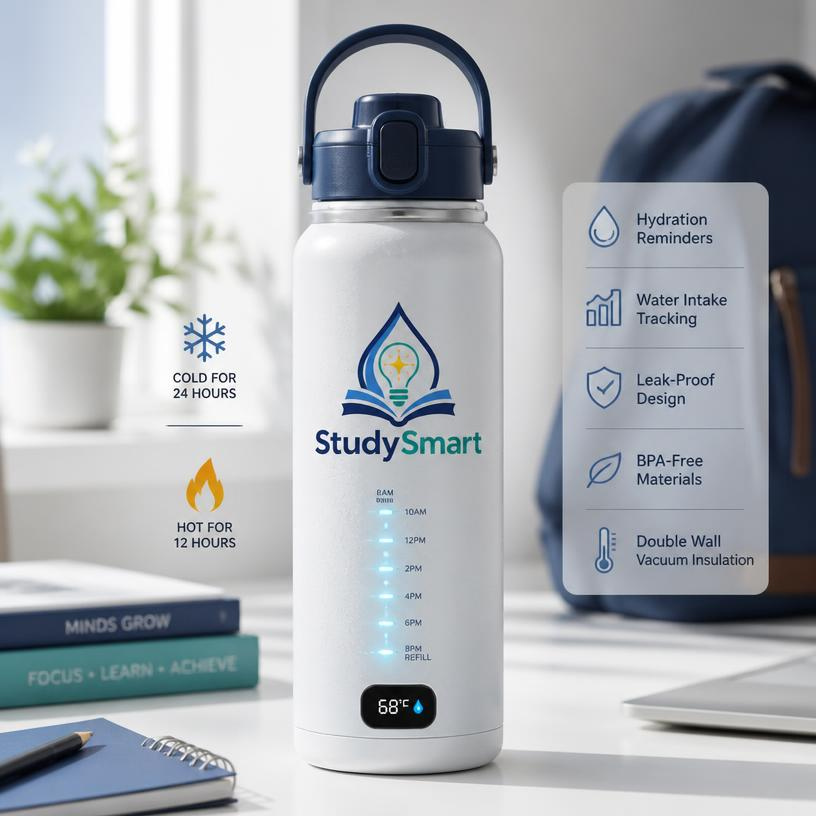 StudySmart
8AM
10AM
12PM
2PM
4PM
6PM
8PM
REFILL
68°F
COLD FOR
24 HOURS
HOT FOR
12 HOURS
Hydration
Reminders
Water Intake
Tracking
Leak-Proof
Design
BPA-Free
Materials
Double Wall
Vacuum Insulation
MINDS GROW
FOCUS • LEARN • ACHIEVE